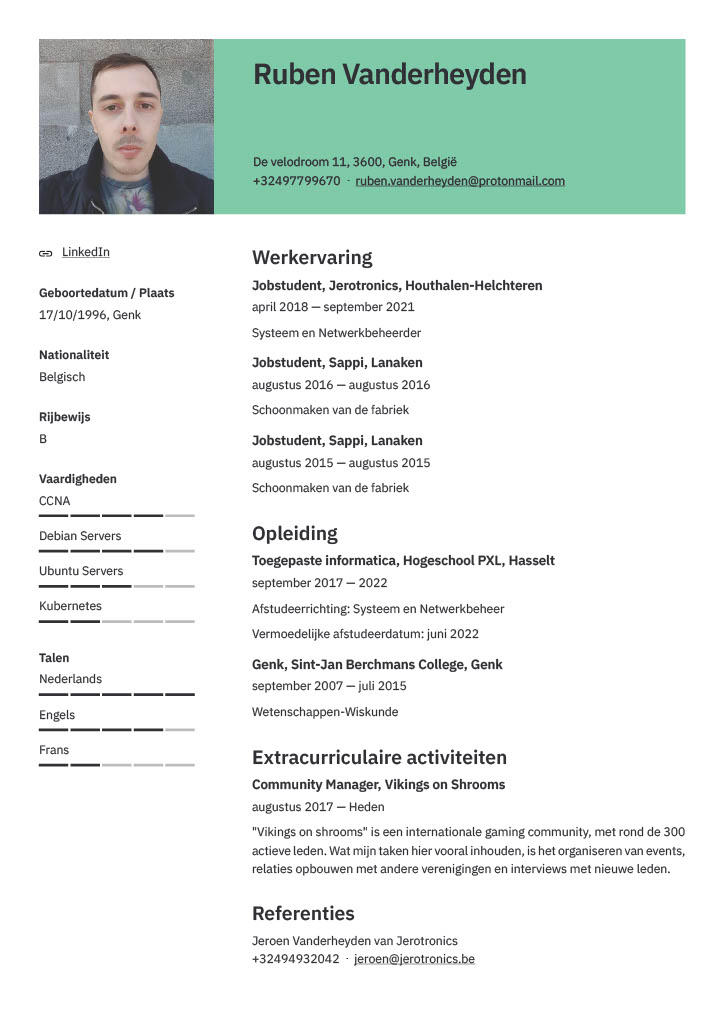 Ruben Vanderheyden
De velodroom 11, 3600, Genk, België
+32497799670 · ruben.vanderheyden@protonmail.com
LinkedIn
Geboortedatum / Plaats
17/10/1996, Genk
Nationaliteit
Belgisch
Rijbewijs
B
Vaardigheden
CCNA
Debian Servers
Ubuntu Servers
Kubernetes
Talen
Nederlands
Engels
Frans
Werkervaring
Jobstudent, Jerotronics, Houthalen-Helchteren
april 2018 — september 2021
Systeem en Netwerkbeheerder
Jobstudent, Sappi, Lanaken
augustus 2016 — augustus 2016
Schoonmaken van de fabriek
Jobstudent, Sappi, Lanaken
augustus 2015 — augustus 2015
Schoonmaken van de fabriek
Opleiding
Toegepaste informatica, Hogeschool PXL, Hasselt
september 2017 — 2022
Afstudeerrichting: Systeem en Netwerkbeheer
Vermoedelijke afstudeerdatum: juni 2022
Genk, Sint-Jan Berchmans College, Genk
september 2007 — juli 2015
Wetenschappen-Wiskunde
Extracurriculaire activiteiten
Community Manager, Vikings on Shrooms
augustus 2017 — Heden
"Vikings on shrooms" is een internationale gaming community, met rond de 300
actieve leden. Wat mijn taken hier vooral inhouden, is het organiseren van events,
relaties opbouwen met andere verenigingen en interviews met nieuwe leden.
Referenties
Jeroen Vanderheyden van Jerotronics
+32494932042 · jeroen@jerotronics.be